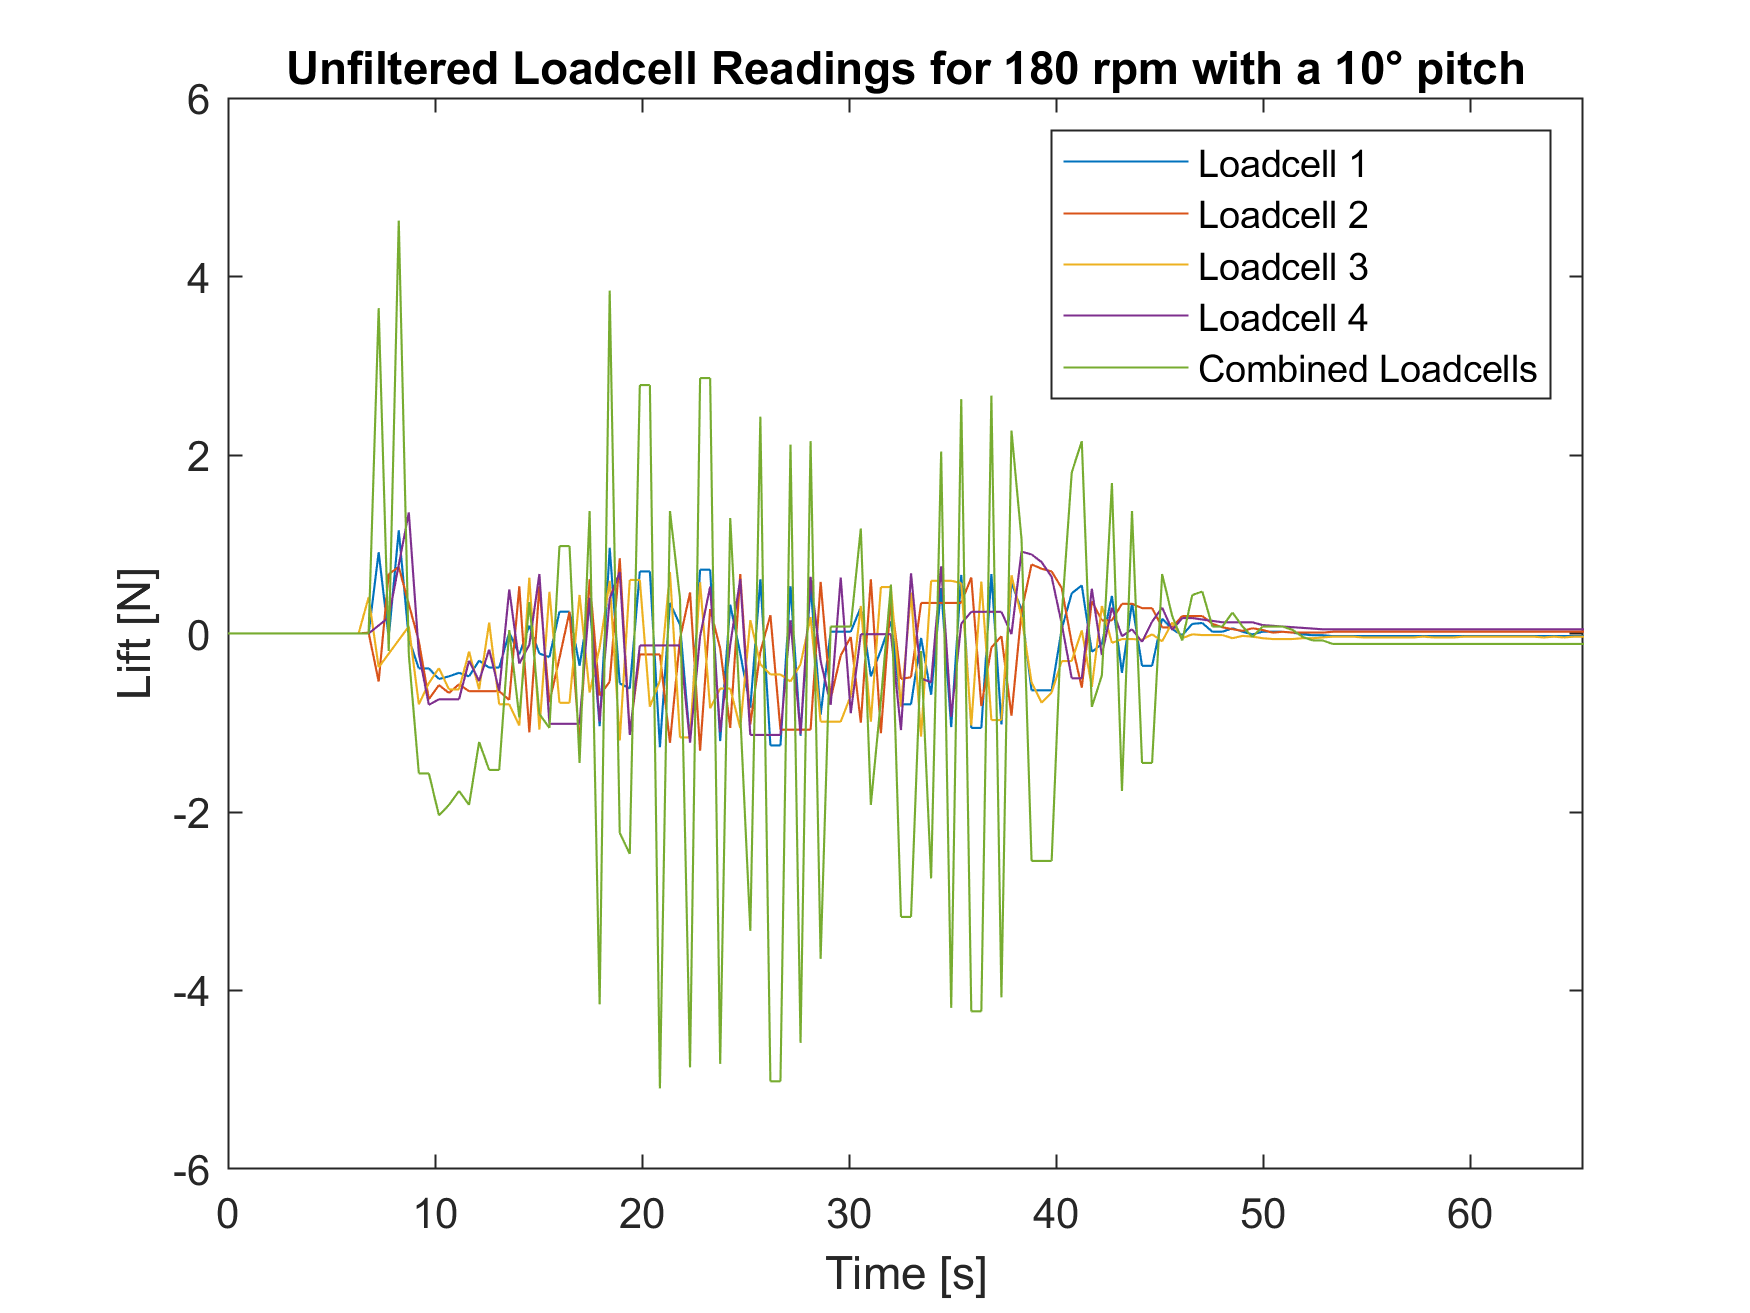 Unfiltered Loadcell Readings for 180 rpm with a 10° pitch
6
4
2
0
-2
-4
-6
Lift [N]
Loadcell 1
Loadcell 2
Loadcell 3
Loadcell 4
Combined Loadcells
0 10 20 30 40 50 60
Time [s]